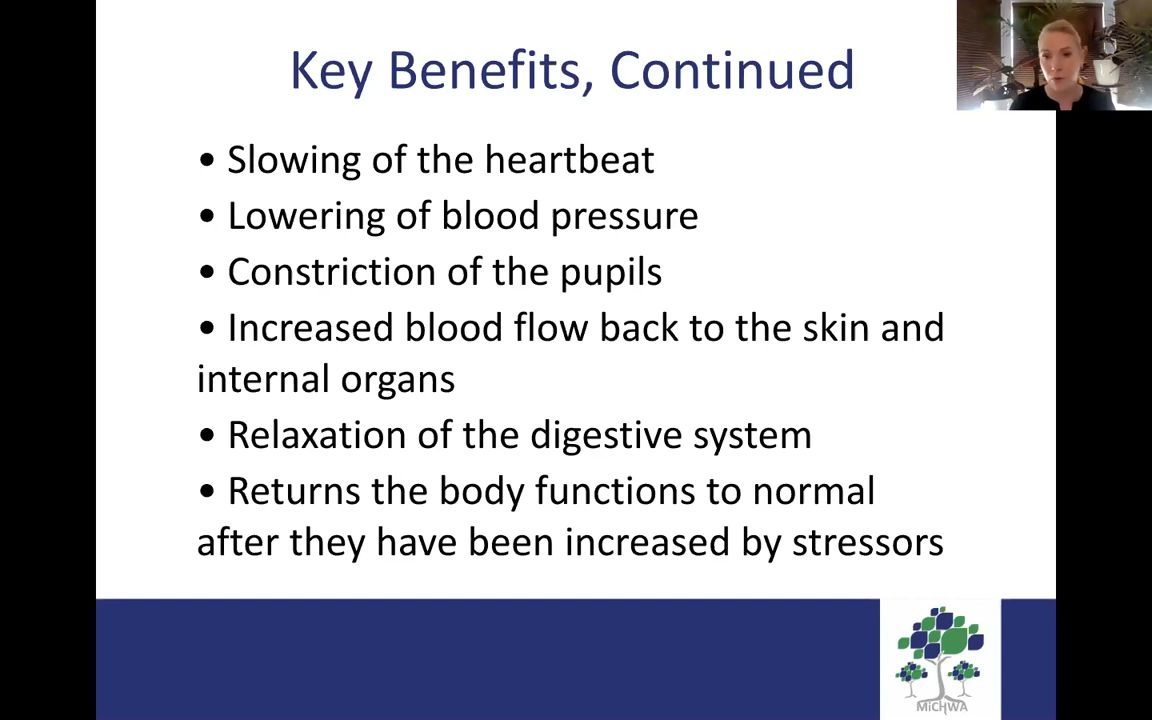 Key Benefits, Continued
• Slowing of the heartbeat
• Lowering of blood pressure
• Constriction of the pupils
• Increased blood flow back to the skin and
internal organs
• Relaxation of the digestive system
• Returns the body functions to normal
after they have been increased by stressors
MiCHWA